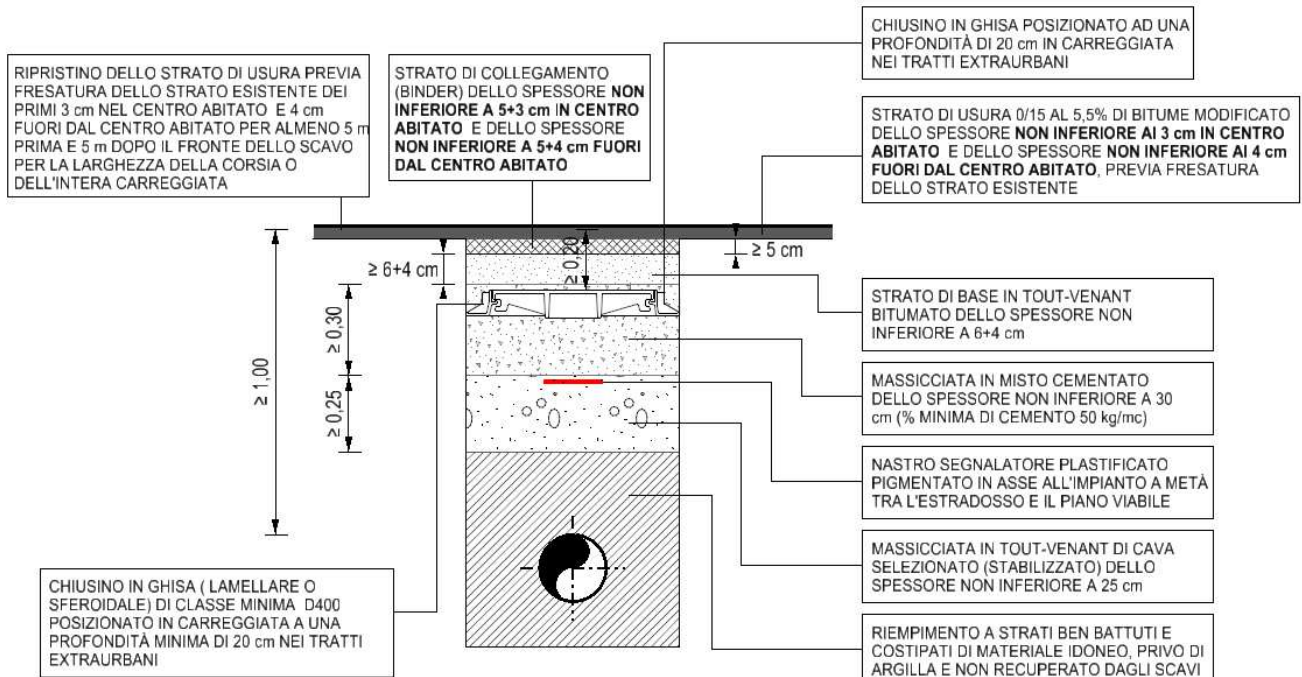 CHIUSINO IN GHISA POSIZIONATO AD UNA
PROFONDITÀ DI 20 cm IN CARREGGIATA
NEI TRATTI EXTRAURBANI
RIPRISTINO DELLO STRATO DI USURA PREVIA
FRESATURA DELLO STRATO ESISTENTE DEI
PRIMI 3 cm NEL CENTRO ABITATO E 4 cm
FUORI DAL CENTRO ABITATO PER ALMENO 5 m
PRIMA E 5 m DOPO IL FRONTE DELLO SCAVO
PER LA LARGHEZZA DELLA CORSIA O
DELL'INTERA CARREGGIATA
STRATO DI COLLEGAMENTO
(BINDER) DELLO SPESSORE NON
INFERIORE A 5+3 cm IN CENTRO
ABITATO E DELLO SPESSORE
NON INFERIORE A 5+4 cm FUORI
DAL CENTRO ABITATO
STRATO DI USURA 0/15 AL 5,5% DI BITUME MODIFICATO
DELLO SPESSORE NON INFERIORE AI 3 cm IN CENTRO
ABITATO E DELLO SPESSORE NON INFERIORE AI 4 cm
FUORI DAL CENTRO ABITATO, PREVIA FRESATURA
DELLO STRATO ESISTENTE
≥ 5 cm
≥ 0,20
≥ 6+4 cm
≥ 0,30
≥ 1,00
≥ 0,25
STRATO DI BASE IN TOUT-VENANT
BITUMATO DELLO SPESSORE NON
INFERIORE A 6+4 cm
MASSICCIATA IN MISTO CEMENTATO
DELLO SPESSORE NON INFERIORE A 30
cm (% MINIMA DI CEMENTO 50 kg/mc)
NASTRO SEGNALATORE PLASTIFICATO
PIGMENTATO IN ASSE ALL'IMPIANTO A METÀ
TRA L'ESTRADOSSO E IL PIANO VIABILE
MASSICCIATA IN TOUT-VENANT DI CAVA
SELEZIONATO (STABILIZZATO) DELLO
SPESSORE NON INFERIORE A 25 cm
CHIUSINO IN GHISA ( LAMELLARE O
SFEROIDALE) DI CLASSE MINIMA D400
POSIZIONATO IN CARREGGIATA A UNA
PROFONDITÀ MINIMA DI 20 cm NEI TRATTI
EXTRAURBANI
RIEMPIMENTO A STRATI BEN BATTUTI E
COSTIPATI DI MATERIALE IDONEO, PRIVO DI
ARGILLA E NON RECUPERATO DAGLI SCAVI